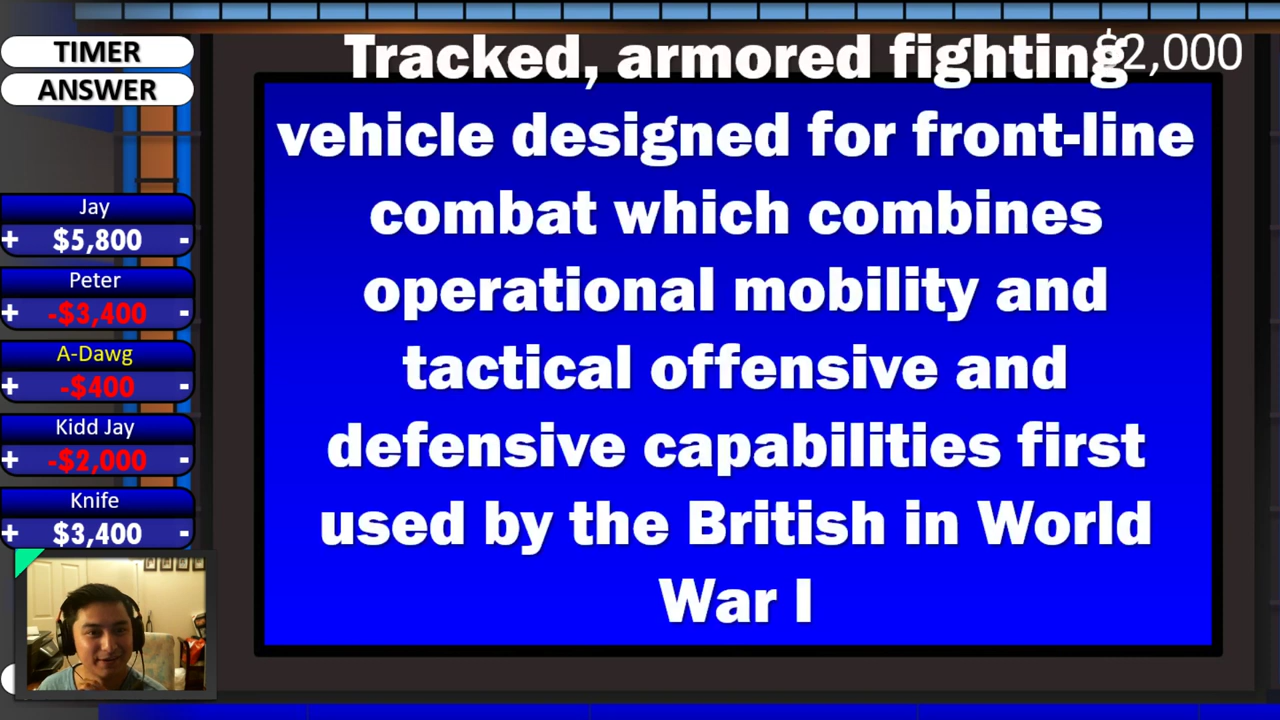 TIMER
ANSWER
$2,000
Tracked, armored fighting
vehicle designed for front-line
combat which combines
operational mobility and
tactical offensive and
defensive capabilities first
used by the British in World
War I
Jay
+ $5,800 -
Peter
+ -$3,400 -
A-Dawg
+ -$400 -
Kidd Jay
+ -$2,000 -
Knife
+ $3,400 -